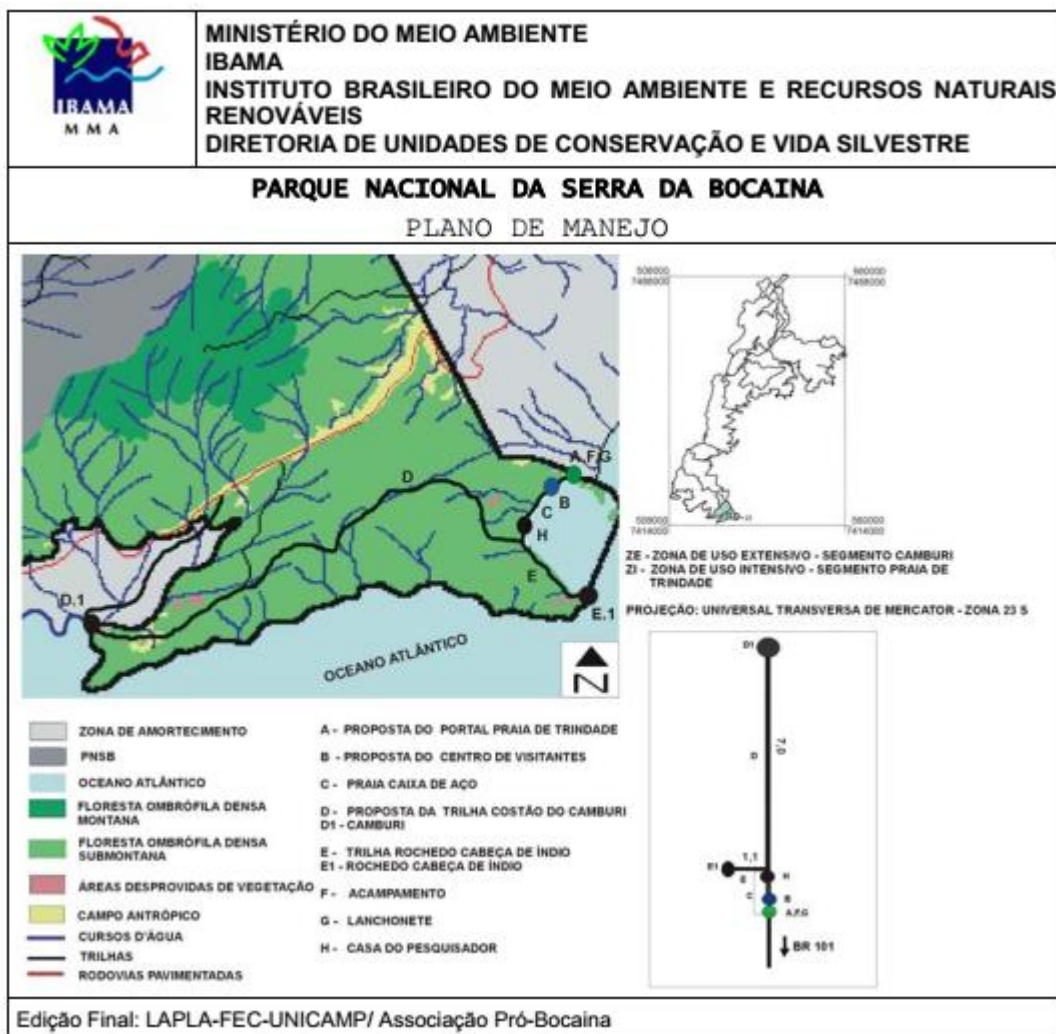 IBAMA
M M A
MINISTÉRIO DO MEIO AMBIENTE
IBAMA
INSTITUTO BRASILEIRO DO MEIO AMBIENTE E RECURSOS NATURAIS
RENOVÁVEIS
DIRETORIA DE UNIDADES DE CONSERVAÇÃO E VIDA SILVESTRE
PARQUE NACIONAL DA SERRA DA BOCAINA
PLANO DE MANEJO
A,F,G
B
C
D
H
E
D.1
E.1
OCEANO ATLÂNTICO
N
7414000
560000
7414000
ZE - ZONA DE USO EXTENSIVO - SEGMENTO CAMBURI
ZI - ZONA DE USO INTENSIVO - SEGMENTO PRAIA DE
TRINDADE
PROJEÇÃO: UNIVERSAL TRANSVERSA DE MERCATOR - ZONA 23 S
ZONA DE AMORTECIMENTO
PNSB
OCEANO ATLÂNTICO
FLORESTA OMBRÓFILA DENSA
MONTANA
FLORESTA OMBRÓFILA DENSA
SUBMONTANA
ÁREAS DESPROVIDAS DE VEGETAÇÃO
CAMPO ANTRÓPICO
CURSOS D'ÁGUA
TRILHAS
RODOVIAS PAVIMENTADAS
A - PROPOSTA DO PORTAL PRAIA DE TRINDADE
B - PROPOSTA DO CENTRO DE VISITANTES
C - PRAIA CAIXA DE AÇO
D - PROPOSTA DA TRILHA COSTÃO DO CAMBURI
D1 - CAMBURI
E - TRILHA ROCHEDO CABEÇA DE ÍNDIO
E1 - ROCHEDO CABEÇA DE ÍNDIO
F - ACAMPAMENTO
G - LANCHONETE
H - CASA DO PESQUISADOR
D1
D
7,0
E1
1,1
H
C
B
A,F,G
BR 101
Edição Final: LAPLA-FEC-UNICAMP/ Associação Pró-Bocaina